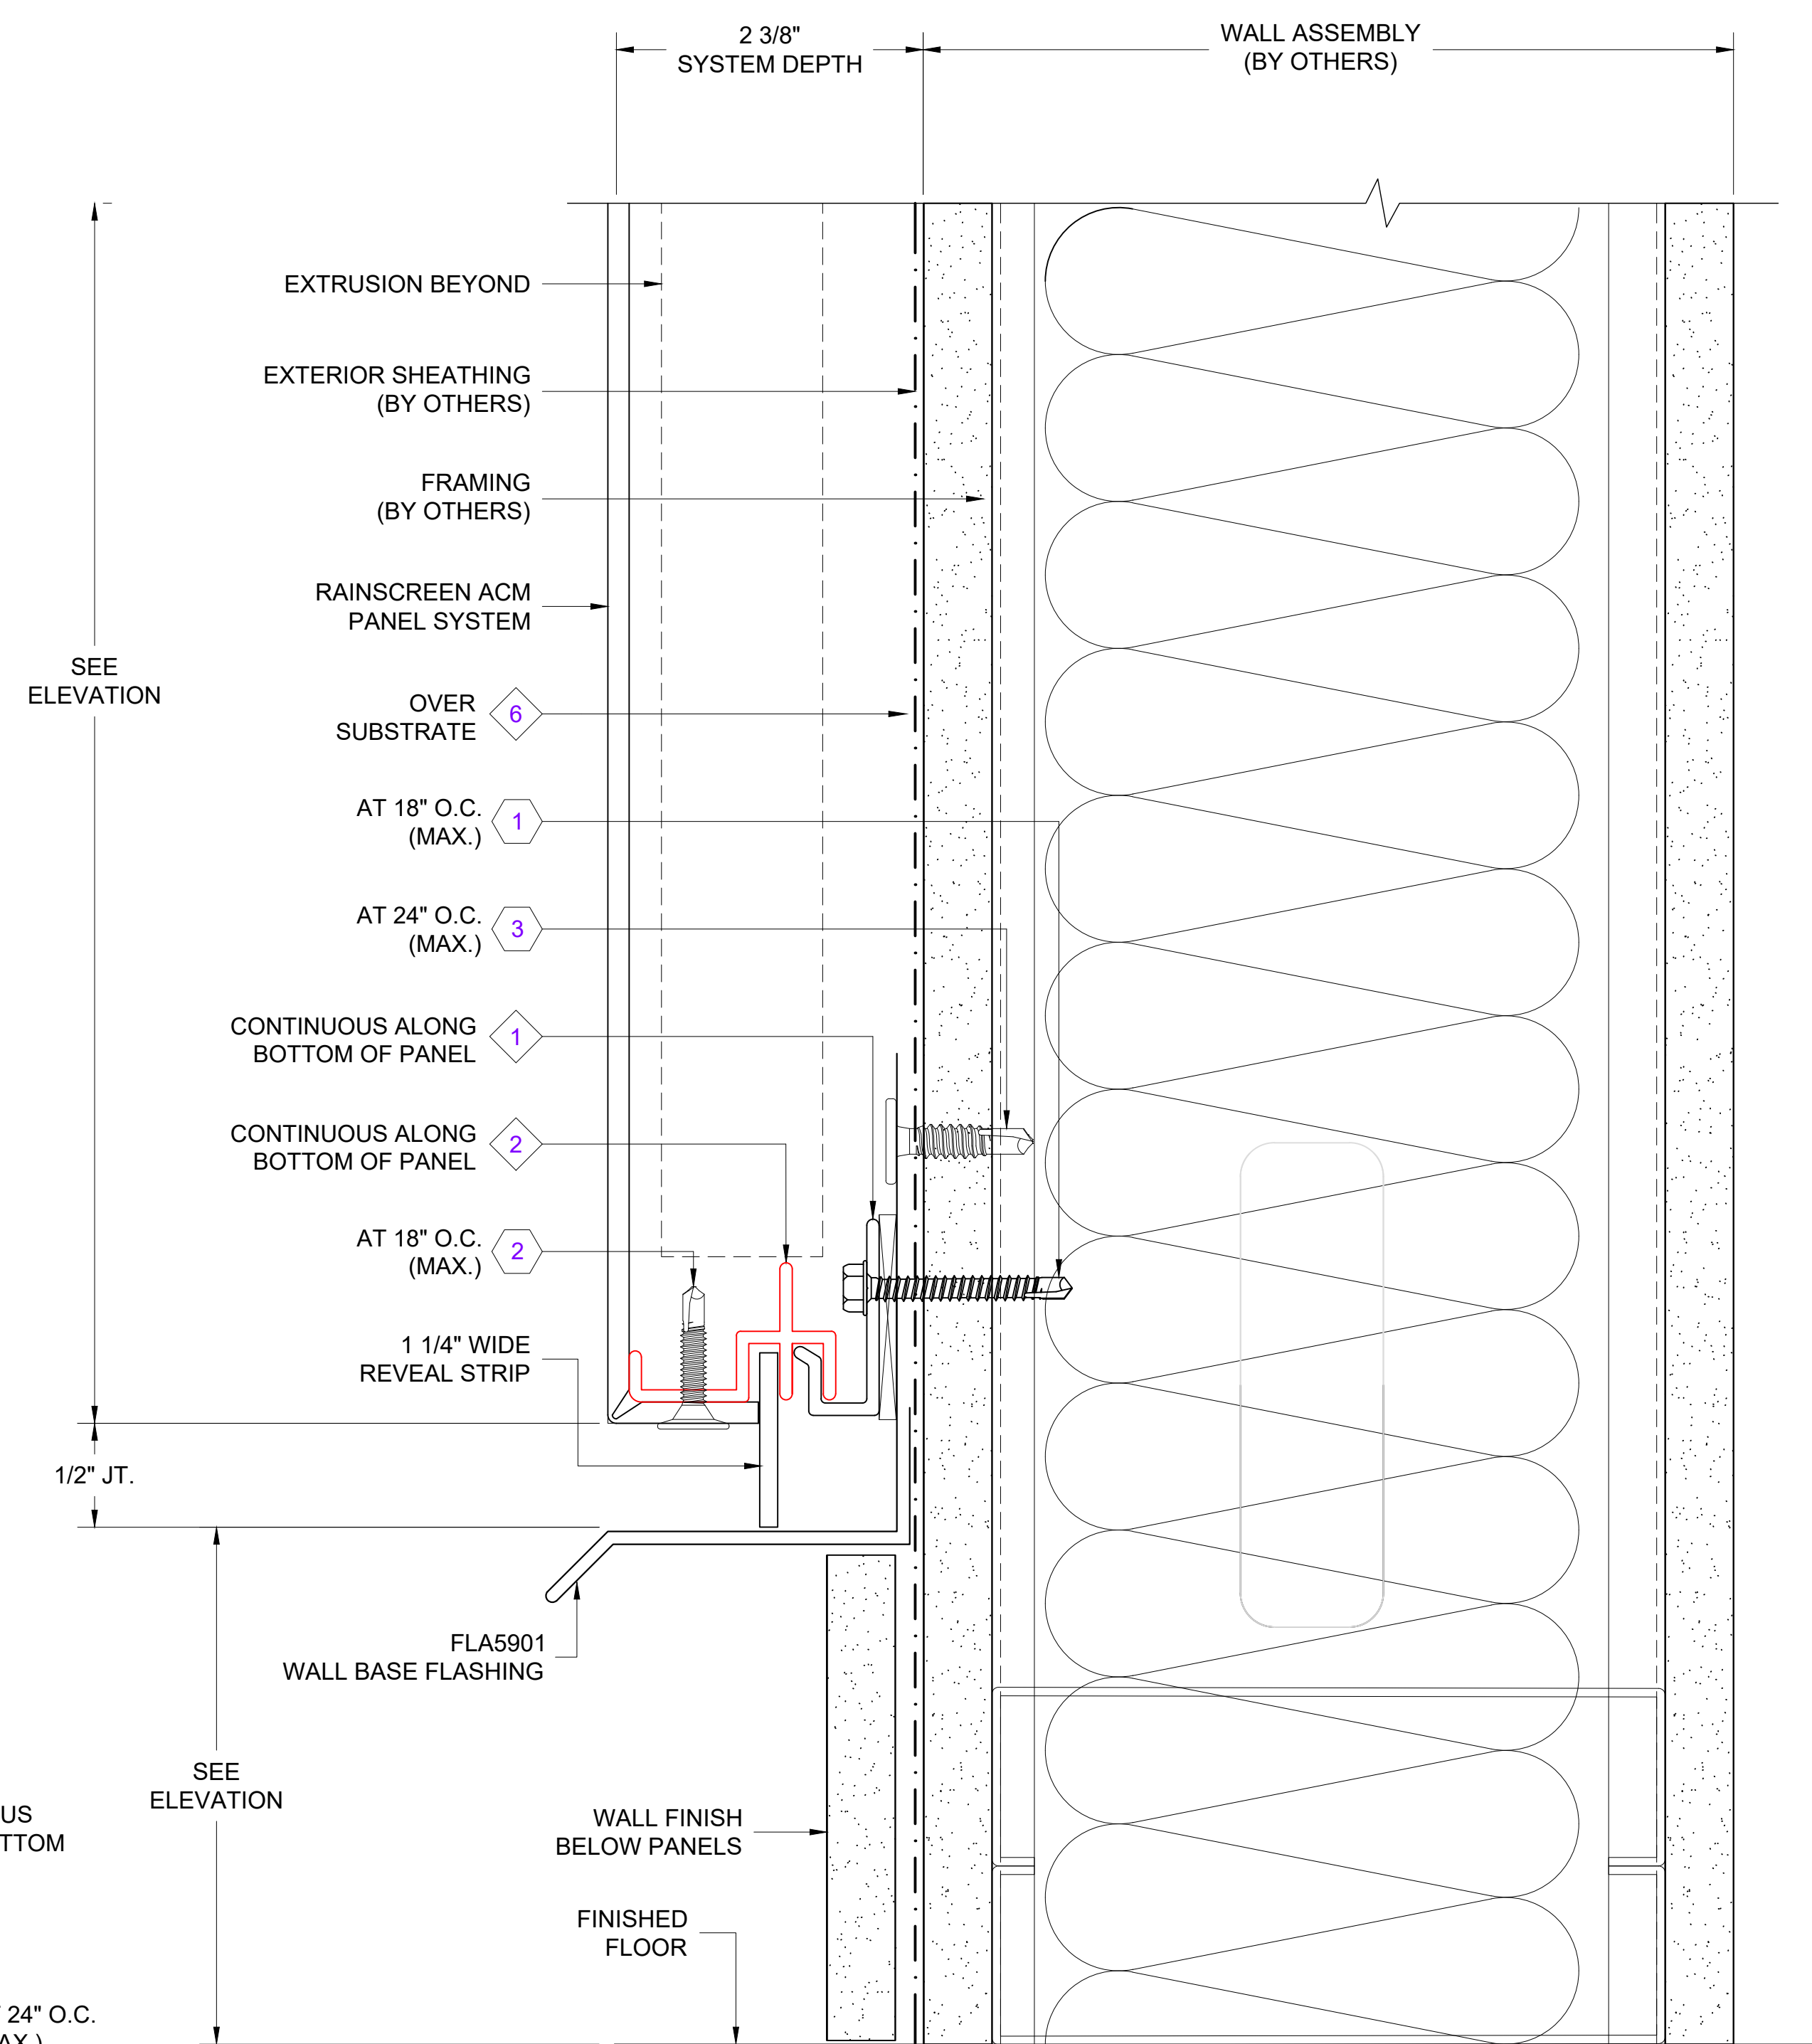 2 3/8"
SYSTEM DEPTH
WALL ASSEMBLY
(BY OTHERS)
EXTRUSION BEYOND
EXTERIOR SHEATHING
(BY OTHERS)
FRAMING
(BY OTHERS)
RAINSCREEN ACM
PANEL SYSTEM
SEE
ELEVATION
OVER
SUBSTRATE
6
AT 18" O.C.
(MAX.)
1
AT 24" O.C.
(MAX.)
3
CONTINUOUS ALONG
BOTTOM OF PANEL
1
CONTINUOUS ALONG
BOTTOM OF PANEL
2
AT 18" O.C.
(MAX.)
2
1 1/4" WIDE
REVEAL STRIP
1/2" JT.
FLA5901
WALL BASE FLASHING
SEE
ELEVATION
US
TTOM
WALL FINISH
BELOW PANELS
FINISHED
FLOOR
24" O.C.